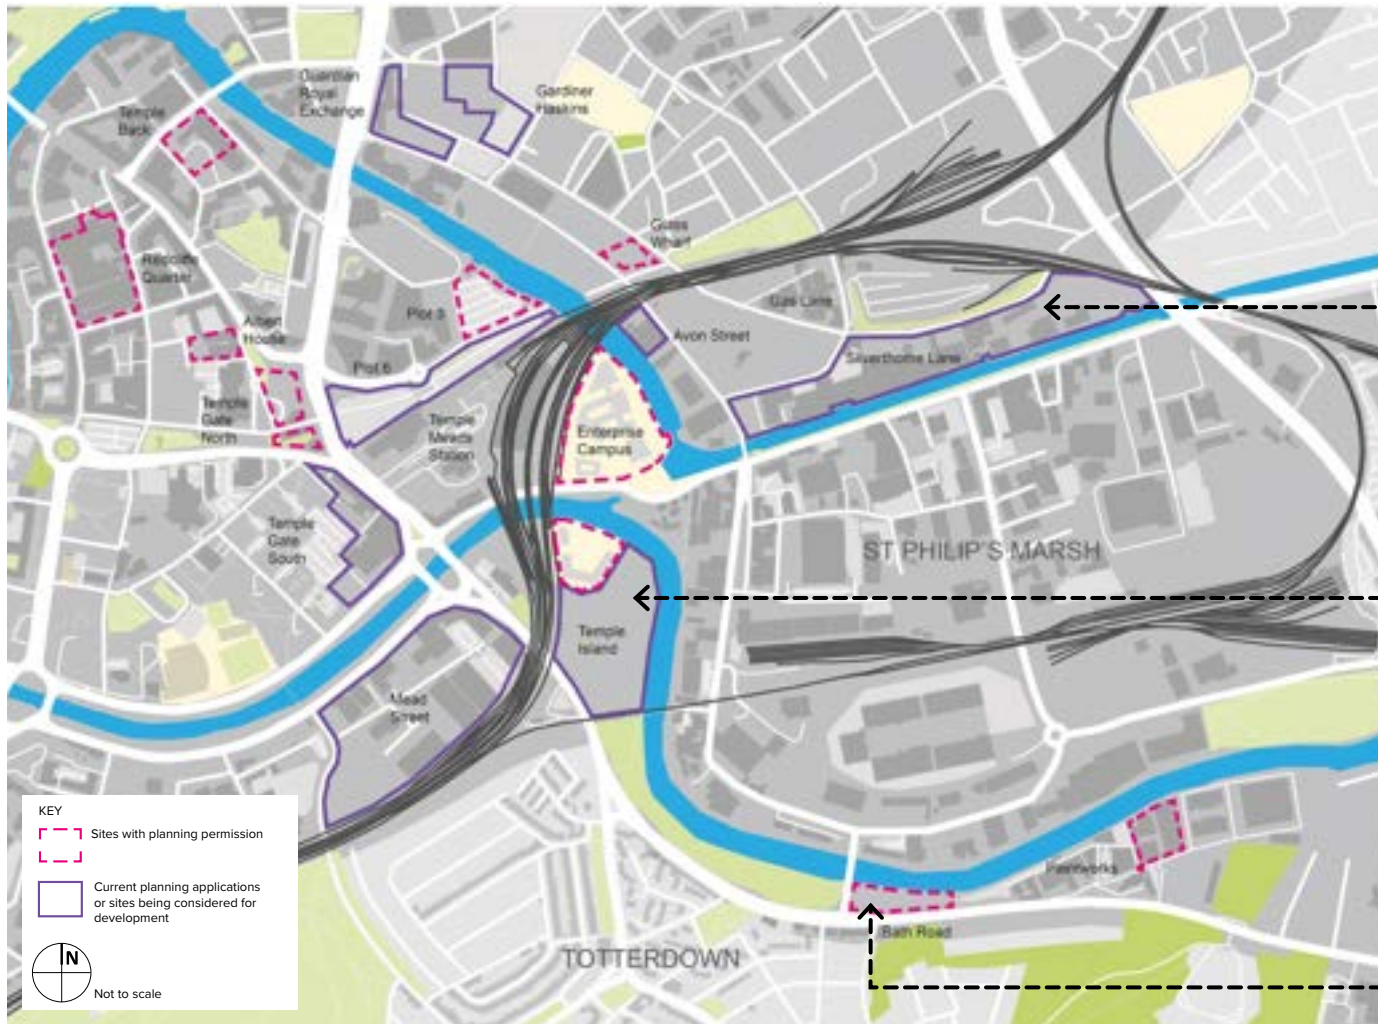 Guardian
Royal
Exchange
Gardiner
Haskins
Temple
Back
Glass
Wharf
Redcliffe
Quarter
Plot 3
Gas Lane
Albert
House
Avon Street
Silverthorne Lane
Plot 6
Temple
Gate
North
Temple
Meads
Station
Enterprise
Campus
Temple
Gate
South
ST PHILIP'S MARSH
Temple
Island
Mead
Street
Paintworks
Bath Road
TOTTERDOWN
KEY
Sites with planning permission
Current planning applications
or sites being considered for
development
N
Not to scale